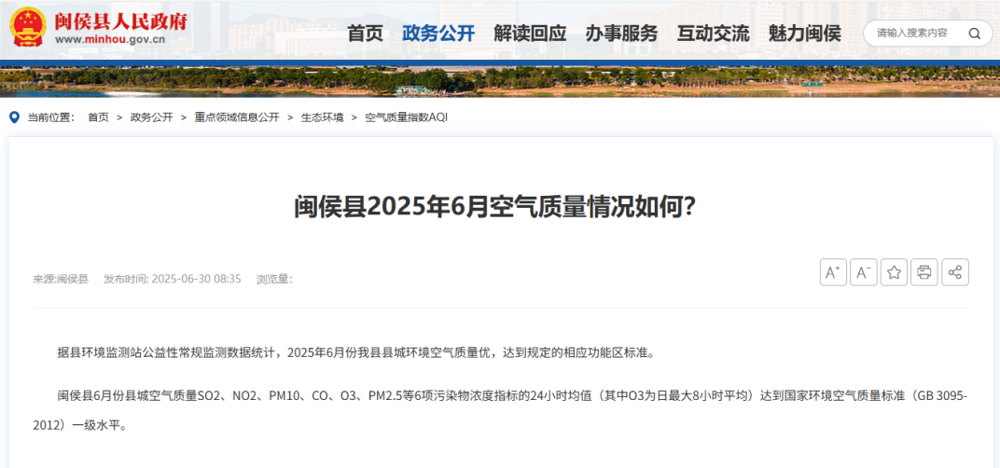 闽侯县人民政府
www.minhou.gov.cn
首页 政务公开 解读回应 办事服务 互动交流 魅力闽侯
请输入搜索内容
当前位置： 首页 > 政务公开 > 重点领域信息公开 > 生态环境 > 空气质量指数AQI
闽侯县2025年6月空气质量情况如何?
来源:闽侯县 发布时间: 2025-06-30 08:35 浏览量:
A+ A-
据县环境监测站公益性常规监测数据统计，2025年6月份我县县城环境空气质量优，达到规定的相应功能区标准。
闽侯县6月份县城空气质量SO2、NO2、PM10、CO、O3、PM2.5等6项污染物浓度指标的24小时均值（其中O3为日最大8小时平均）达到国家环境空气质量标准（GB 3095-
2012）一级水平。